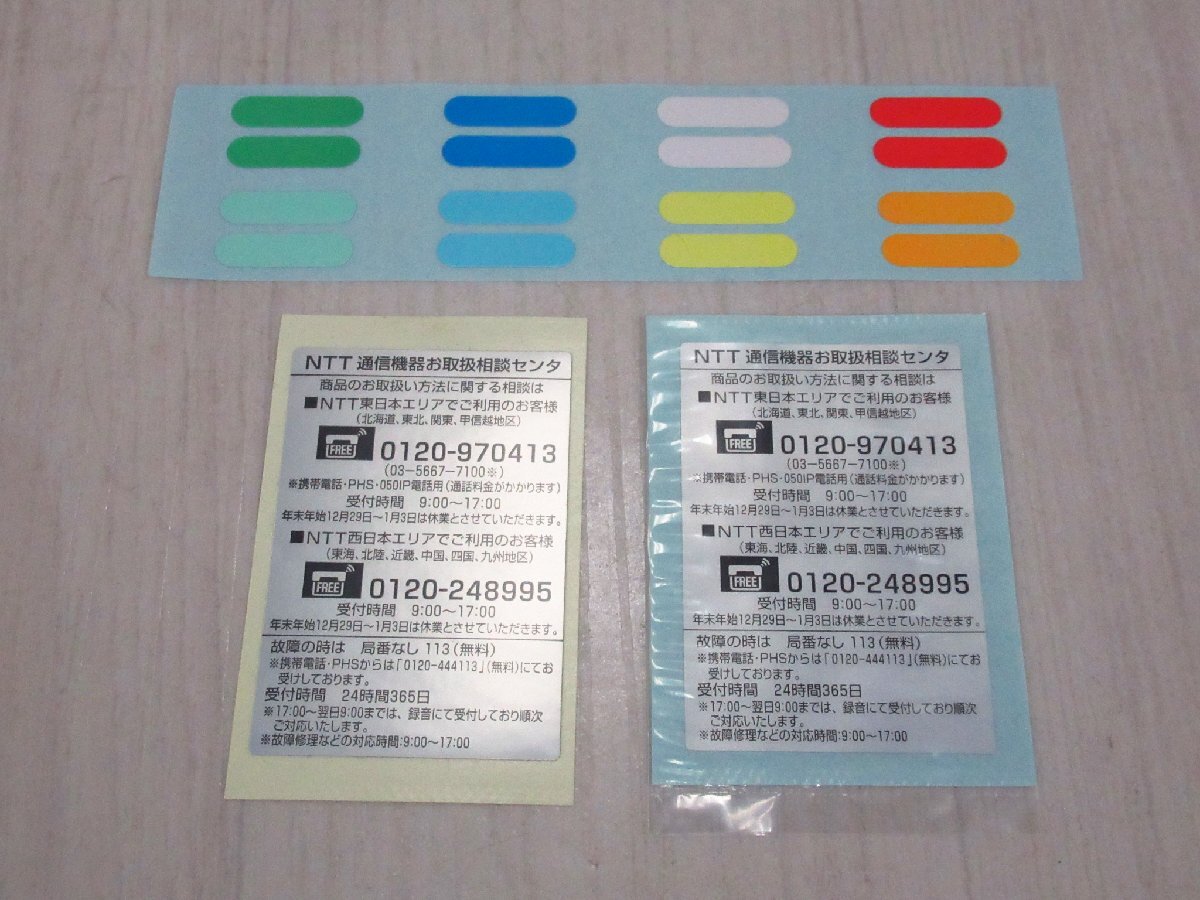 NTT 通信機器お取扱相談センタ
商品のお取扱い方法に関する相談は
■NTT東日本エリアでご利用のお客様
(北海道、東北、関東、甲信越地区)
FREE 0120-970413
(03-5667-7100※)
※携帯電話・PHS・050IP電話用(通話料金がかかります)
受付時間 9:00～17:00
年末年始12月29日～1月3日は休業とさせていただきます。
■NTT西日本エリアでご利用のお客様
(東海、北陸、近畿、中国、四国、九州地区)
FREE 0120-248995
受付時間 9:00～17:00
年末年始12月29日～1月3日は休業とさせていただきます。
故障の時は 局番なし 113(無料)
※携帯電話・PHSからは「0120-444113」(無料)にてお
受けしております。
受付時間 24時間365日
※17:00～翌日9:00までは、録音にて受付しており順次
ご対応いたします。
※故障修理などの対応時間:9:00～17:00
NTT 通信機器お取扱相談センタ
商品のお取扱い方法に関する相談は
■NTT東日本エリアでご利用のお客様
(北海道、東北、関東、甲信越地区)
FREE 0120-970413
(03-5667-7100※)
※携帯電話・PHS・050IP電話用(通話料金がかかります)
受付時間 9:00～17:00
年末年始12月29日～1月3日は休業とさせていただきます。
■NTT西日本エリアでご利用のお客様
(東海、北陸、近畿、中国、四国、九州地区)
FREE 0120-248995
受付時間 9:00～17:00
年末年始12月29日～1月3日は休業とさせていただきます。
故障の時は 局番なし 113(無料)
※携帯電話・PHSからは「0120-444113」(無料)にてお
受けしております。
受付時間 24時間365日
※17:00～翌日9:00までは、録音にて受付しており順次
ご対応いたします。
※故障修理などの対応時間:9:00～17:00